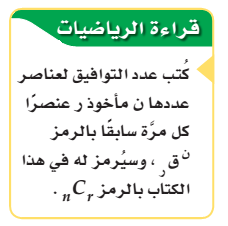 قراءة الرياضيات
كُتب عدد التوافيق لعناصر
عددها ن مأخوذ ر عنصرًا
كل مرَّة سابقًا بالرمز
ⁿقر ، وسيُرمز له في هذا
الكتاب بالرمز nCr .